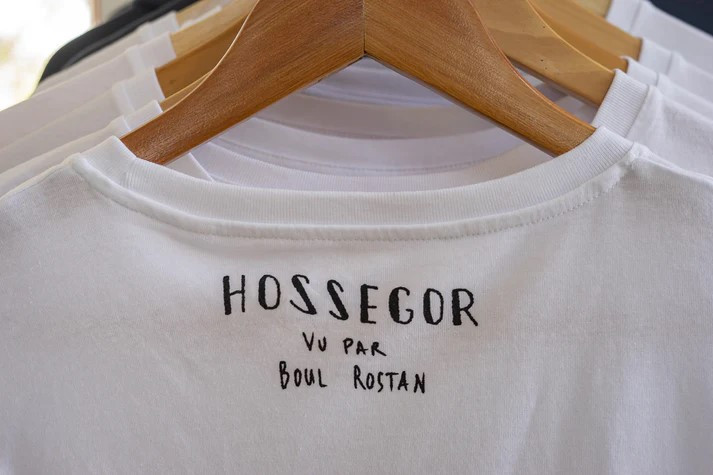 HOSSEGOR
VU PAR
BOUL ROSTAN